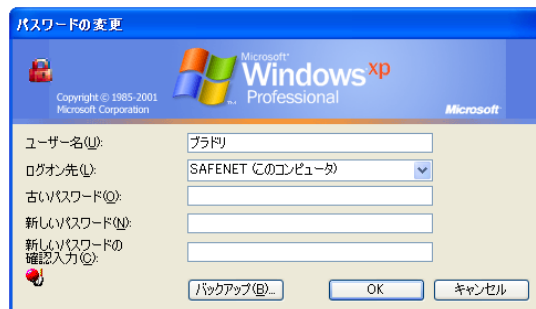 パスワードの変更
Microsoft
Windows xp
Professional
Copyright © 1985-2001
Microsoft Corporation
Microsoft
ユーザー名(U):
ブラドリ
ログオン先(L):
SAFENET (このコンピュータ)
古いパスワード(O):
新しいパスワード(N):
新しいパスワードの
確認入力(C):
バックアップ(B)...
OK
キャンセル